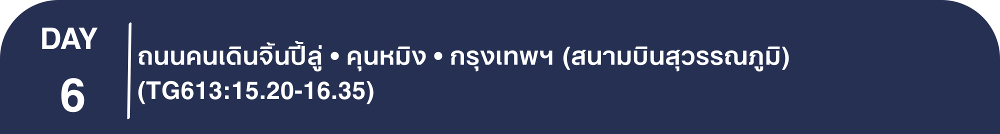 DAY
6
ถนนคนเดินจิ้นปี้ลู่ • คุนหมิง • กรุงเทพฯ (สนามบินสุวรรณภูมิ)
(TG613:15.20-16.35)